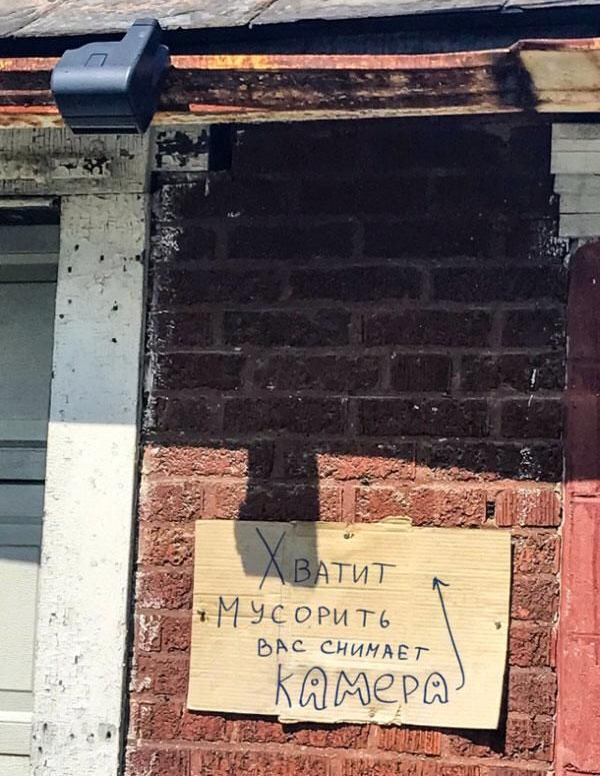 Хватит
мусорить
вас снимает
камера